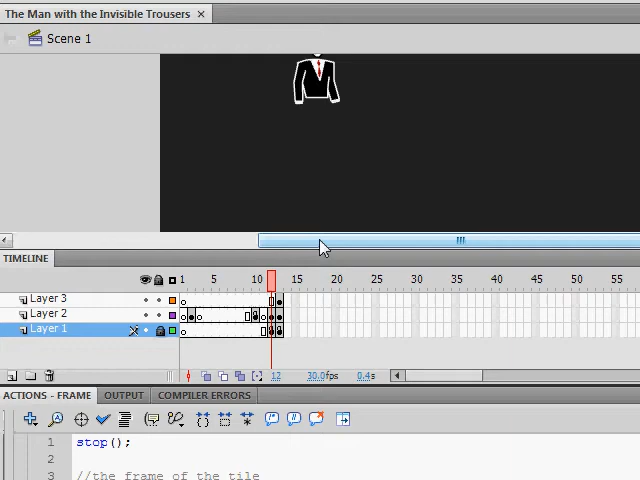 The Man with the Invisible Trousers ×
Scene 1
TIMELINE
1 5 10 15 20 25 30 35 40 45 50 55
Layer 3
Layer 2
Layer 1
12 30.0fps 0.4s
ACTIONS - FRAME OUTPUT COMPILER ERRORS
1 stop();
2
3 //the frame of the tile